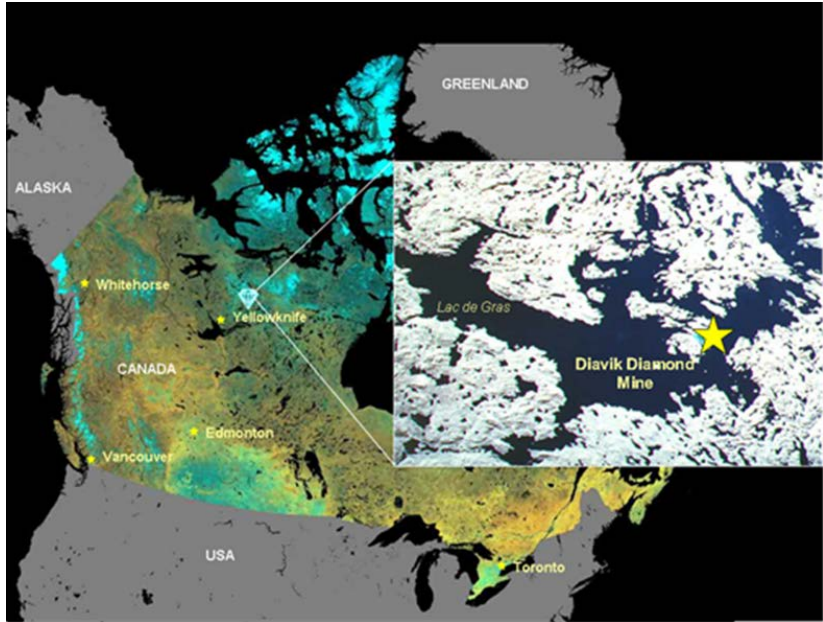 GREENLAND
ALASKA
Whitehorse
Yellowknife
Lac de Gras
CANADA
Diavik Diamond
Mine
Edmonton
Vancouver
USA
Toronto